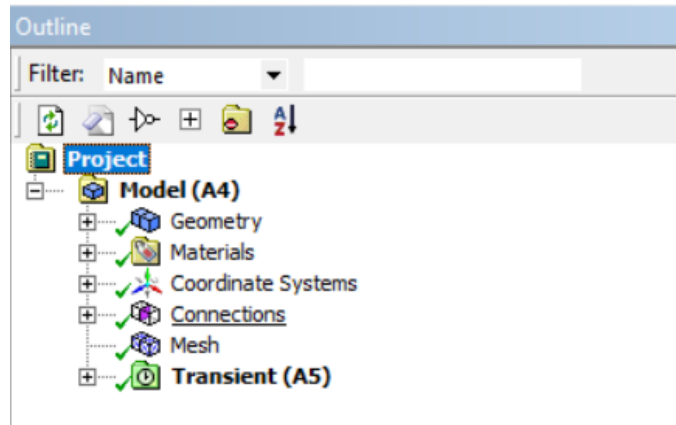 Outline
Filter: Name
Project
Model (A4)
Geometry
Materials
Coordinate Systems
Connections
Mesh
Transient (A5)